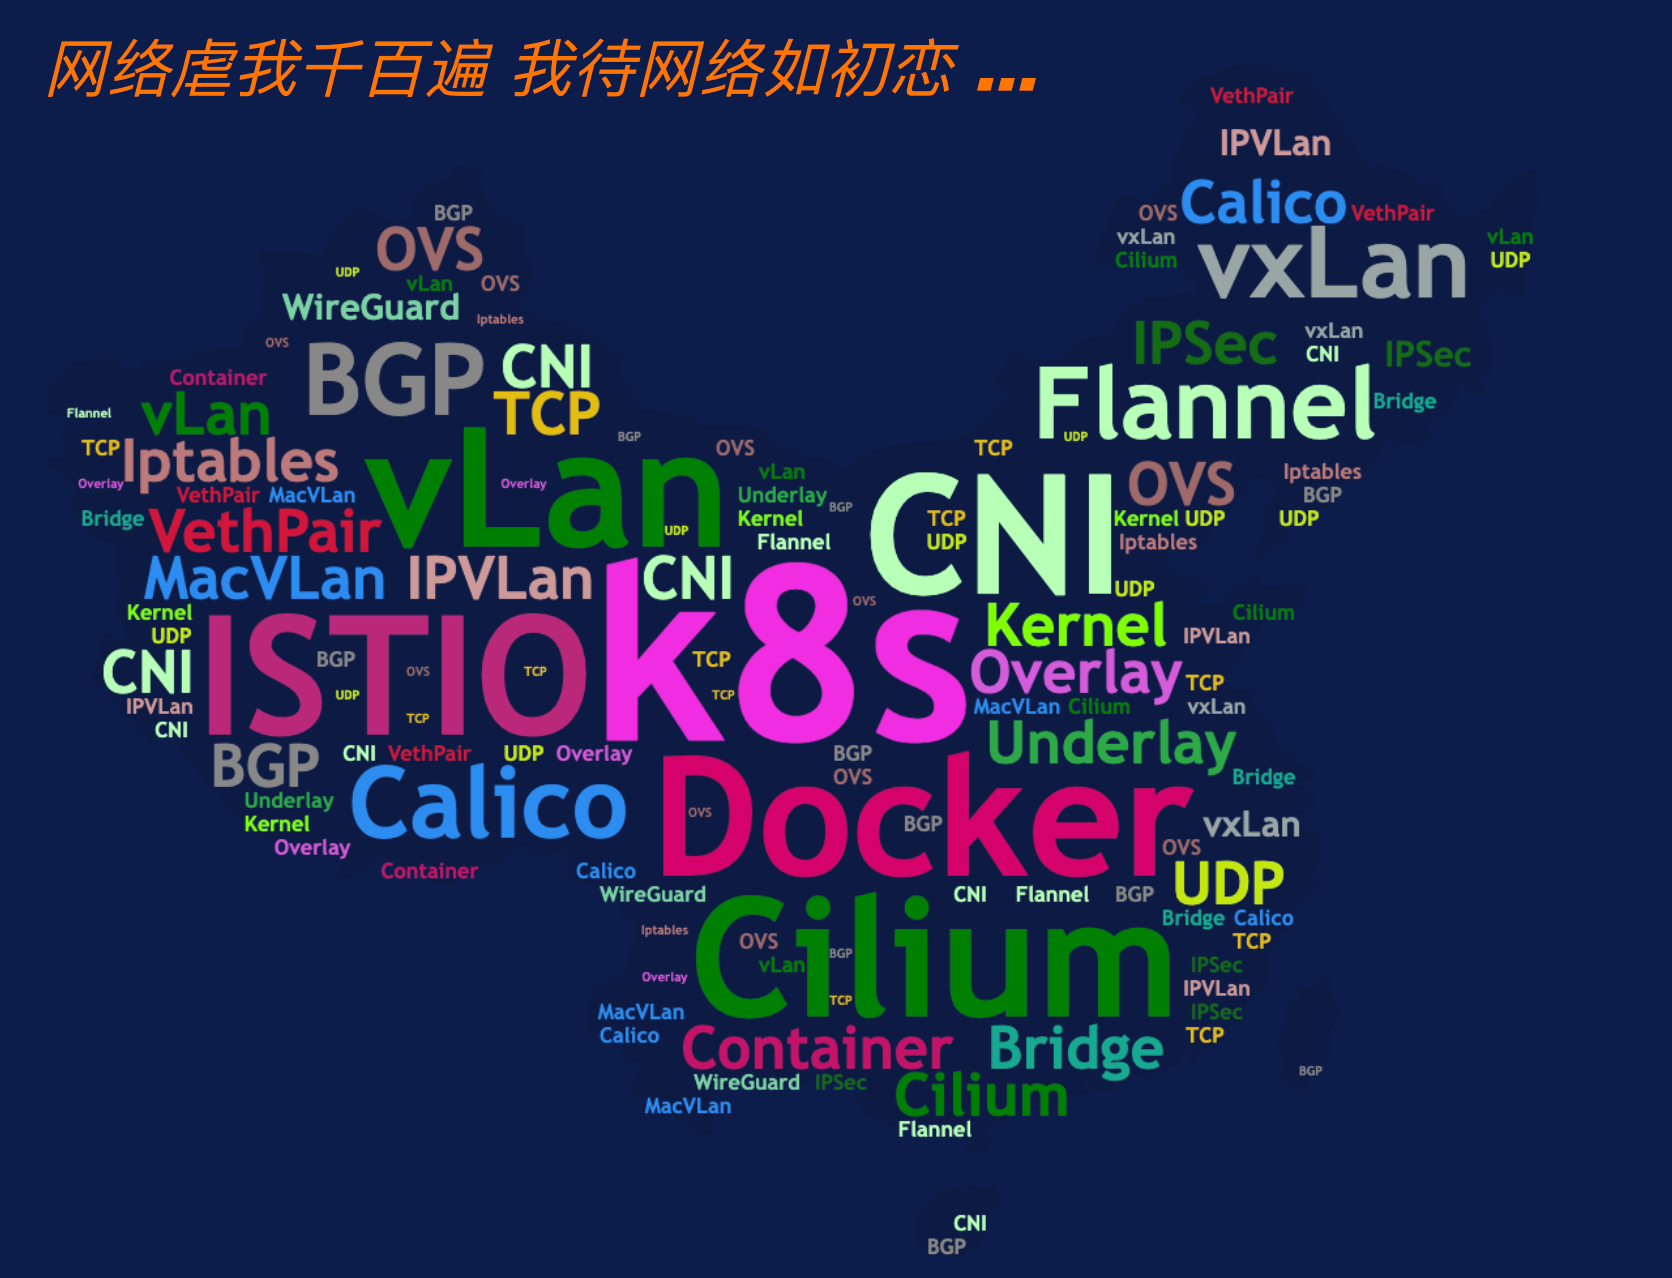 网络虐我千百遍 我待网络如初恋 ...
VethPair
IPVLan
Calico
OVS VethPair
BGP
vxLan vLan
OVS
Cilium vxLan UDP
UDP
vLan OVS
WireGuard
Iptables
vxLan
OVS IPSec CNI IPSec
BGP CNI
Container
Flannel Bridge
Flannel vLan TCP
BGP UDP
TCP Iptables OVS TCP
vLan OVS Iptables
Overlay Overlay vLan
VethPair MacVLan Underlay BGP BGP
Bridge VethPair Kernel TCP Kernel UDP UDP
UDP
Flannel UDP CNI Iptables
MacVLan IPVLan CNI UDP
OVS
Kernel Kernel Cilium
UDP IPVLan
ISTIO k8s
CNI BGP OVS TCP TCP Overlay TCP
UDP TCP
IPVLan TCP MacVLan Cilium vxLan
CNI
BGP CNI VethPair UDP Overlay BGP Underlay
OVS Bridge
Underlay Calico OVS Docker
Kernel BGP vxLan
Overlay OVS
Container Calico UDP
WireGuard CNI Flannel BGP
Bridge Calico
Iptables OVS TCP
Cilium
vLan BGP IPSec
Overlay IPVLan
TCP
MacVLan IPSec
Calico TCP
Container Bridge
BGP
WireGuard IPSec
Cilium
MacVLan
Flannel
CNI
BGP